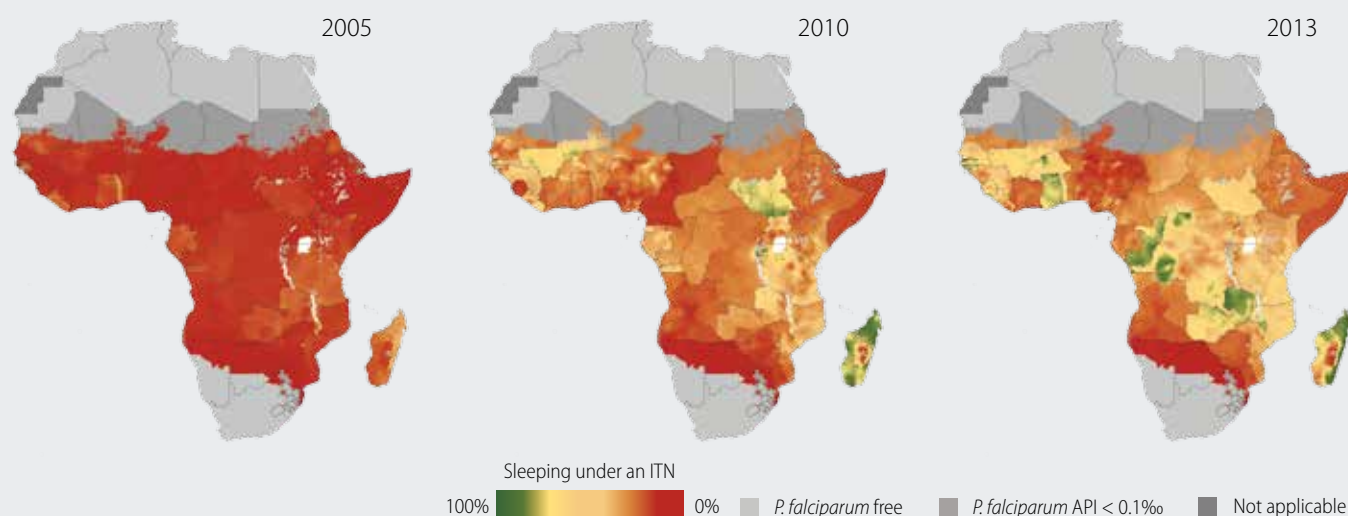 2005
2010
2013
Sleeping under an ITN
100%
0%
P. falciparum free
P. falciparum API < 0.1‰
Not applicable